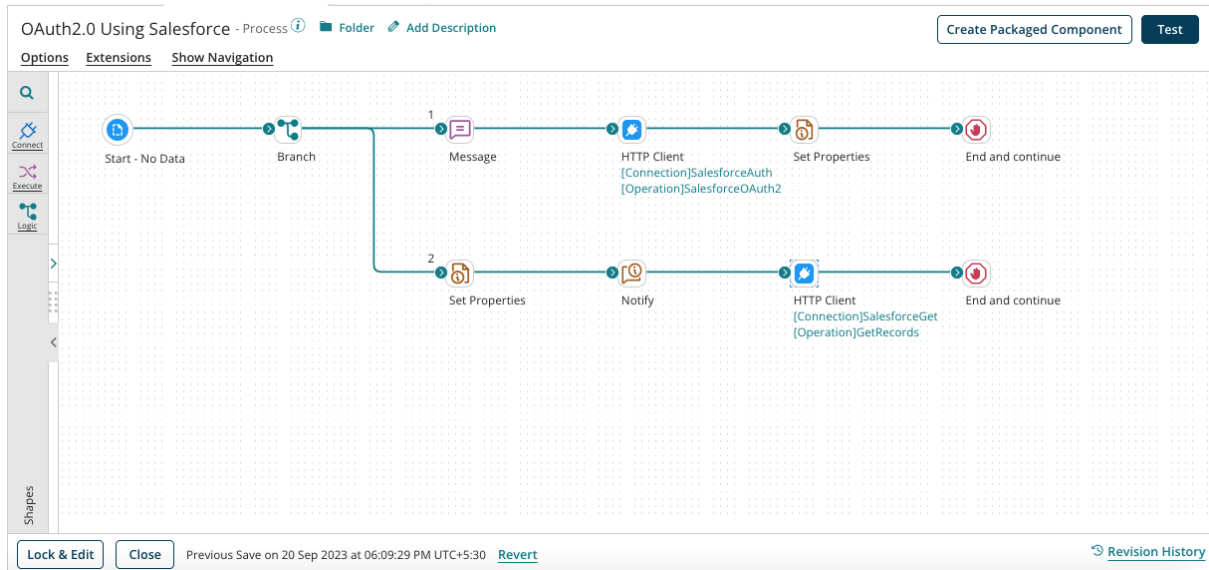 OAuth2.0 Using Salesforce - Process i Folder Add Description
Create Packaged Component Test
Options Extensions Show Navigation
Connect
Execute
Logic
Shapes
Start - No Data
Branch
1
Message
HTTP Client
[Connection]SalesforceAuth
[Operation]SalesforceOAuth2
Set Properties
End and continue
2
Set Properties
Notify
HTTP Client
[Connection]SalesforceGet
[Operation]GetRecords
End and continue
Lock & Edit Close Previous Save on 20 Sep 2023 at 06:09:29 PM UTC+5:30 Revert Revision History